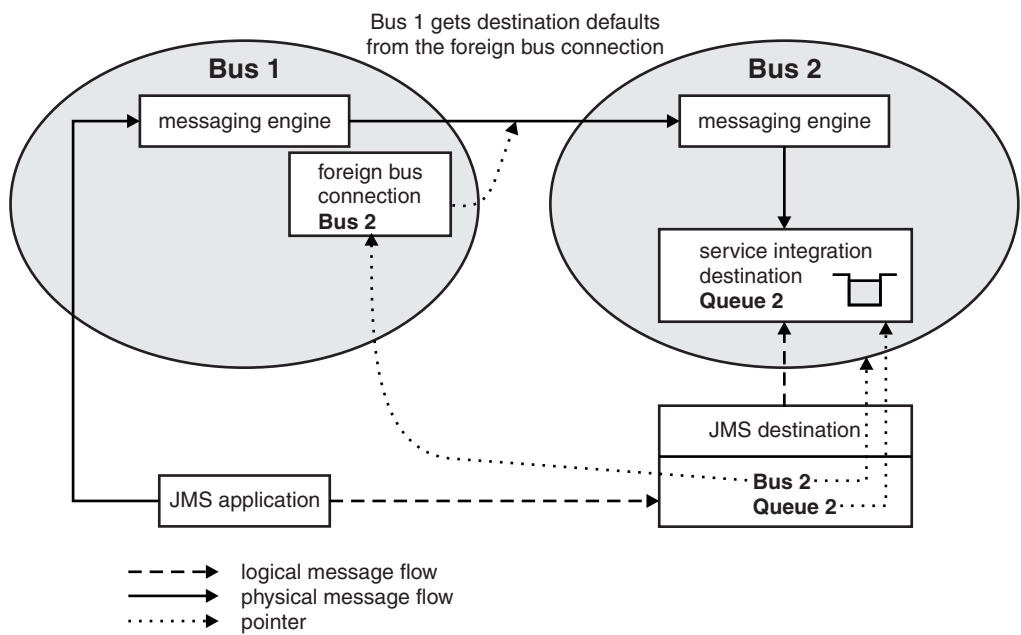 Bus 1 gets destination defaults
from the foreign bus connection
Bus 1
messaging engine
foreign bus
connection
Bus 2
Bus 2
messaging engine
service integration
destination
Queue 2
JMS destination
Bus 2
Queue 2
JMS application
logical message flow
physical message flow
pointer